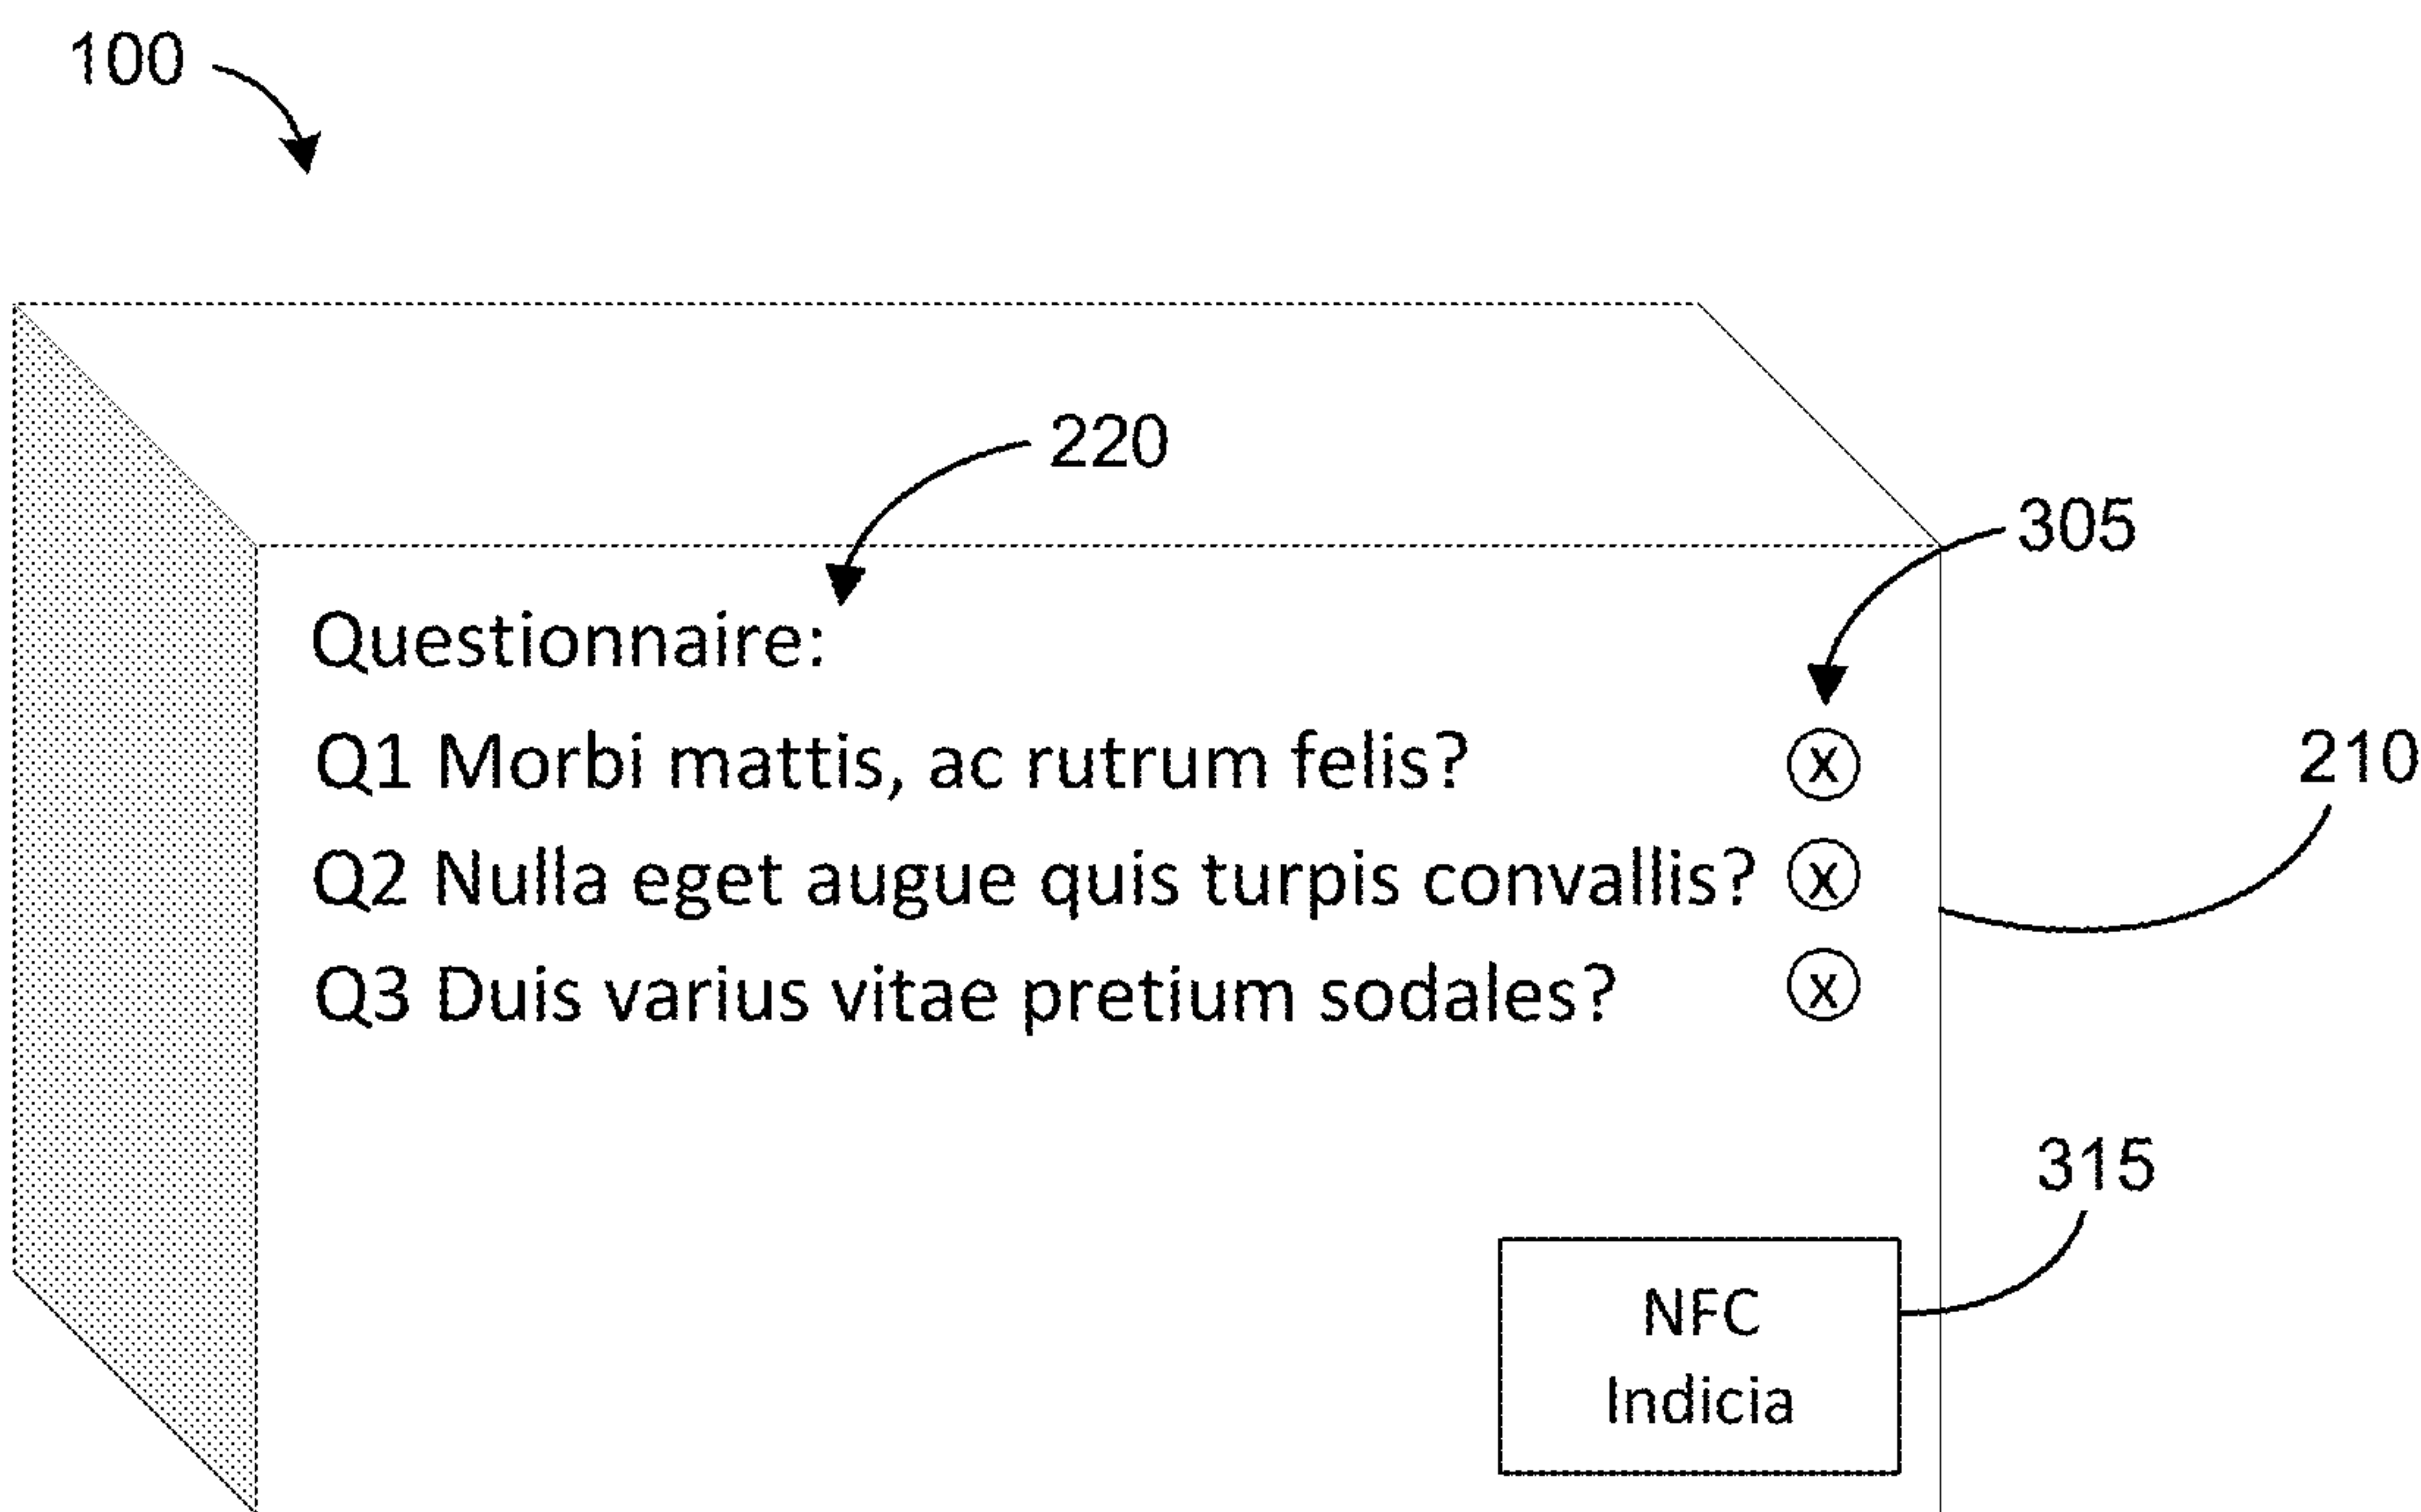 100
220
305
Questionnaire:
Q1 Morbi mattis, ac rutrum felis?
210
Q2 Nulla eget augue quis turpis convallis?
Q3 Duis varius vitae pretium sodales?
X
X
X
315
NFC
Indicia